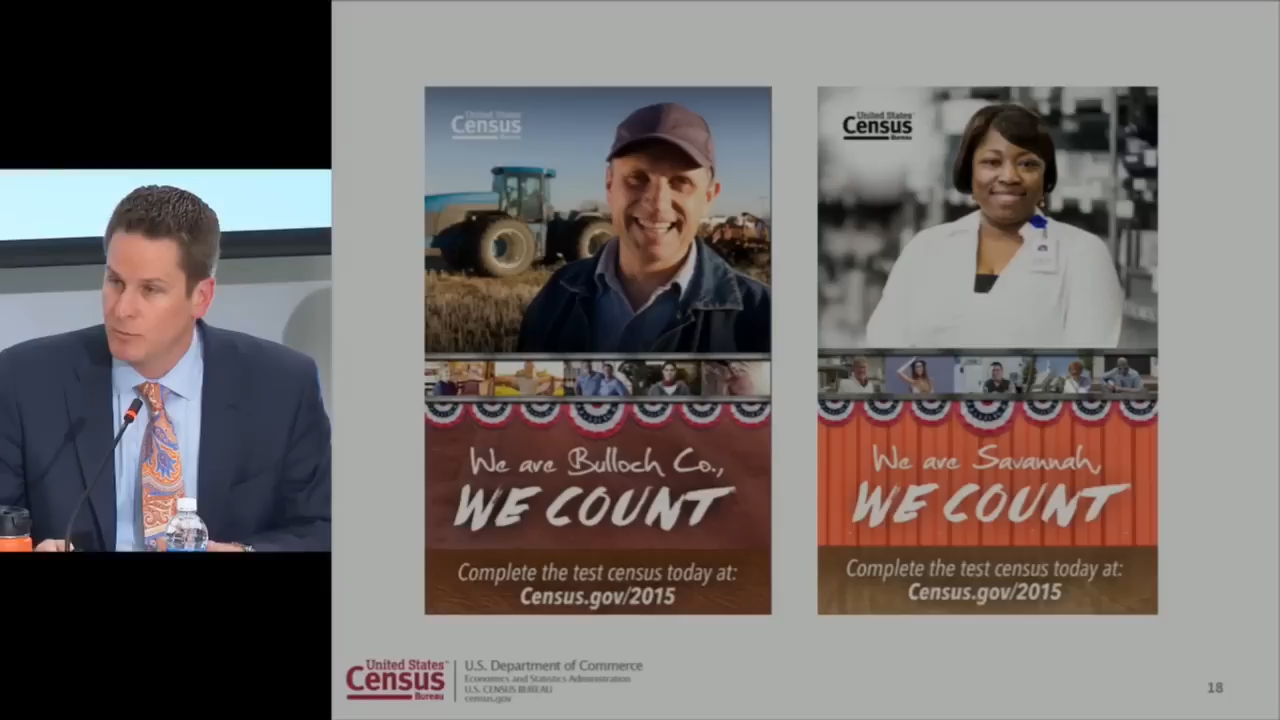 United States
Census
Bureau
We are Bulloch Co.,
WE COUNT
Complete the test census today at:
Census.gov/2015
United States
Census
Bureau
We are Savannah,
WE COUNT
Complete the test census today at:
Census.gov/2015
United States
Census
Bureau
U.S. Department of Commerce
Economics and Statistics Administration
U.S. CENSUS BUREAU
census.gov
18